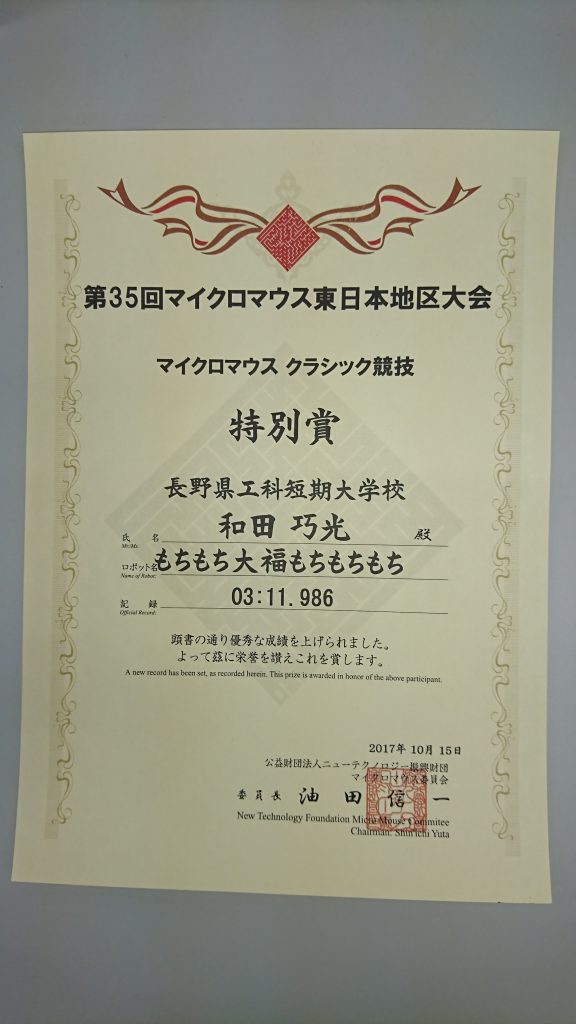 第35回マイクロマウス東日本地区大会
マイクロマウス クラシック競技
特別賞
長野県工科短期大学校
氏名 和田 巧光 殿
Mr/Ms.
ロボット名 もちもち大福もちもちもち
Name of Robot:
記録 03:11.986
Official Record:
頭書の通り優秀な成績を上げられました。
よって茲に栄誉を讃えこれを賞します。
A new record has been set, as recorded herein. This prize is awarded in honor of the above participant.
2017年 10月 15日
公益財団法人ニューテクノロジー振興財団
マイクロマウス委員会
委員長 油田信一
New Technology Foundation Micro Mouse Commitee
Chairman. Shin'ichi Yuta